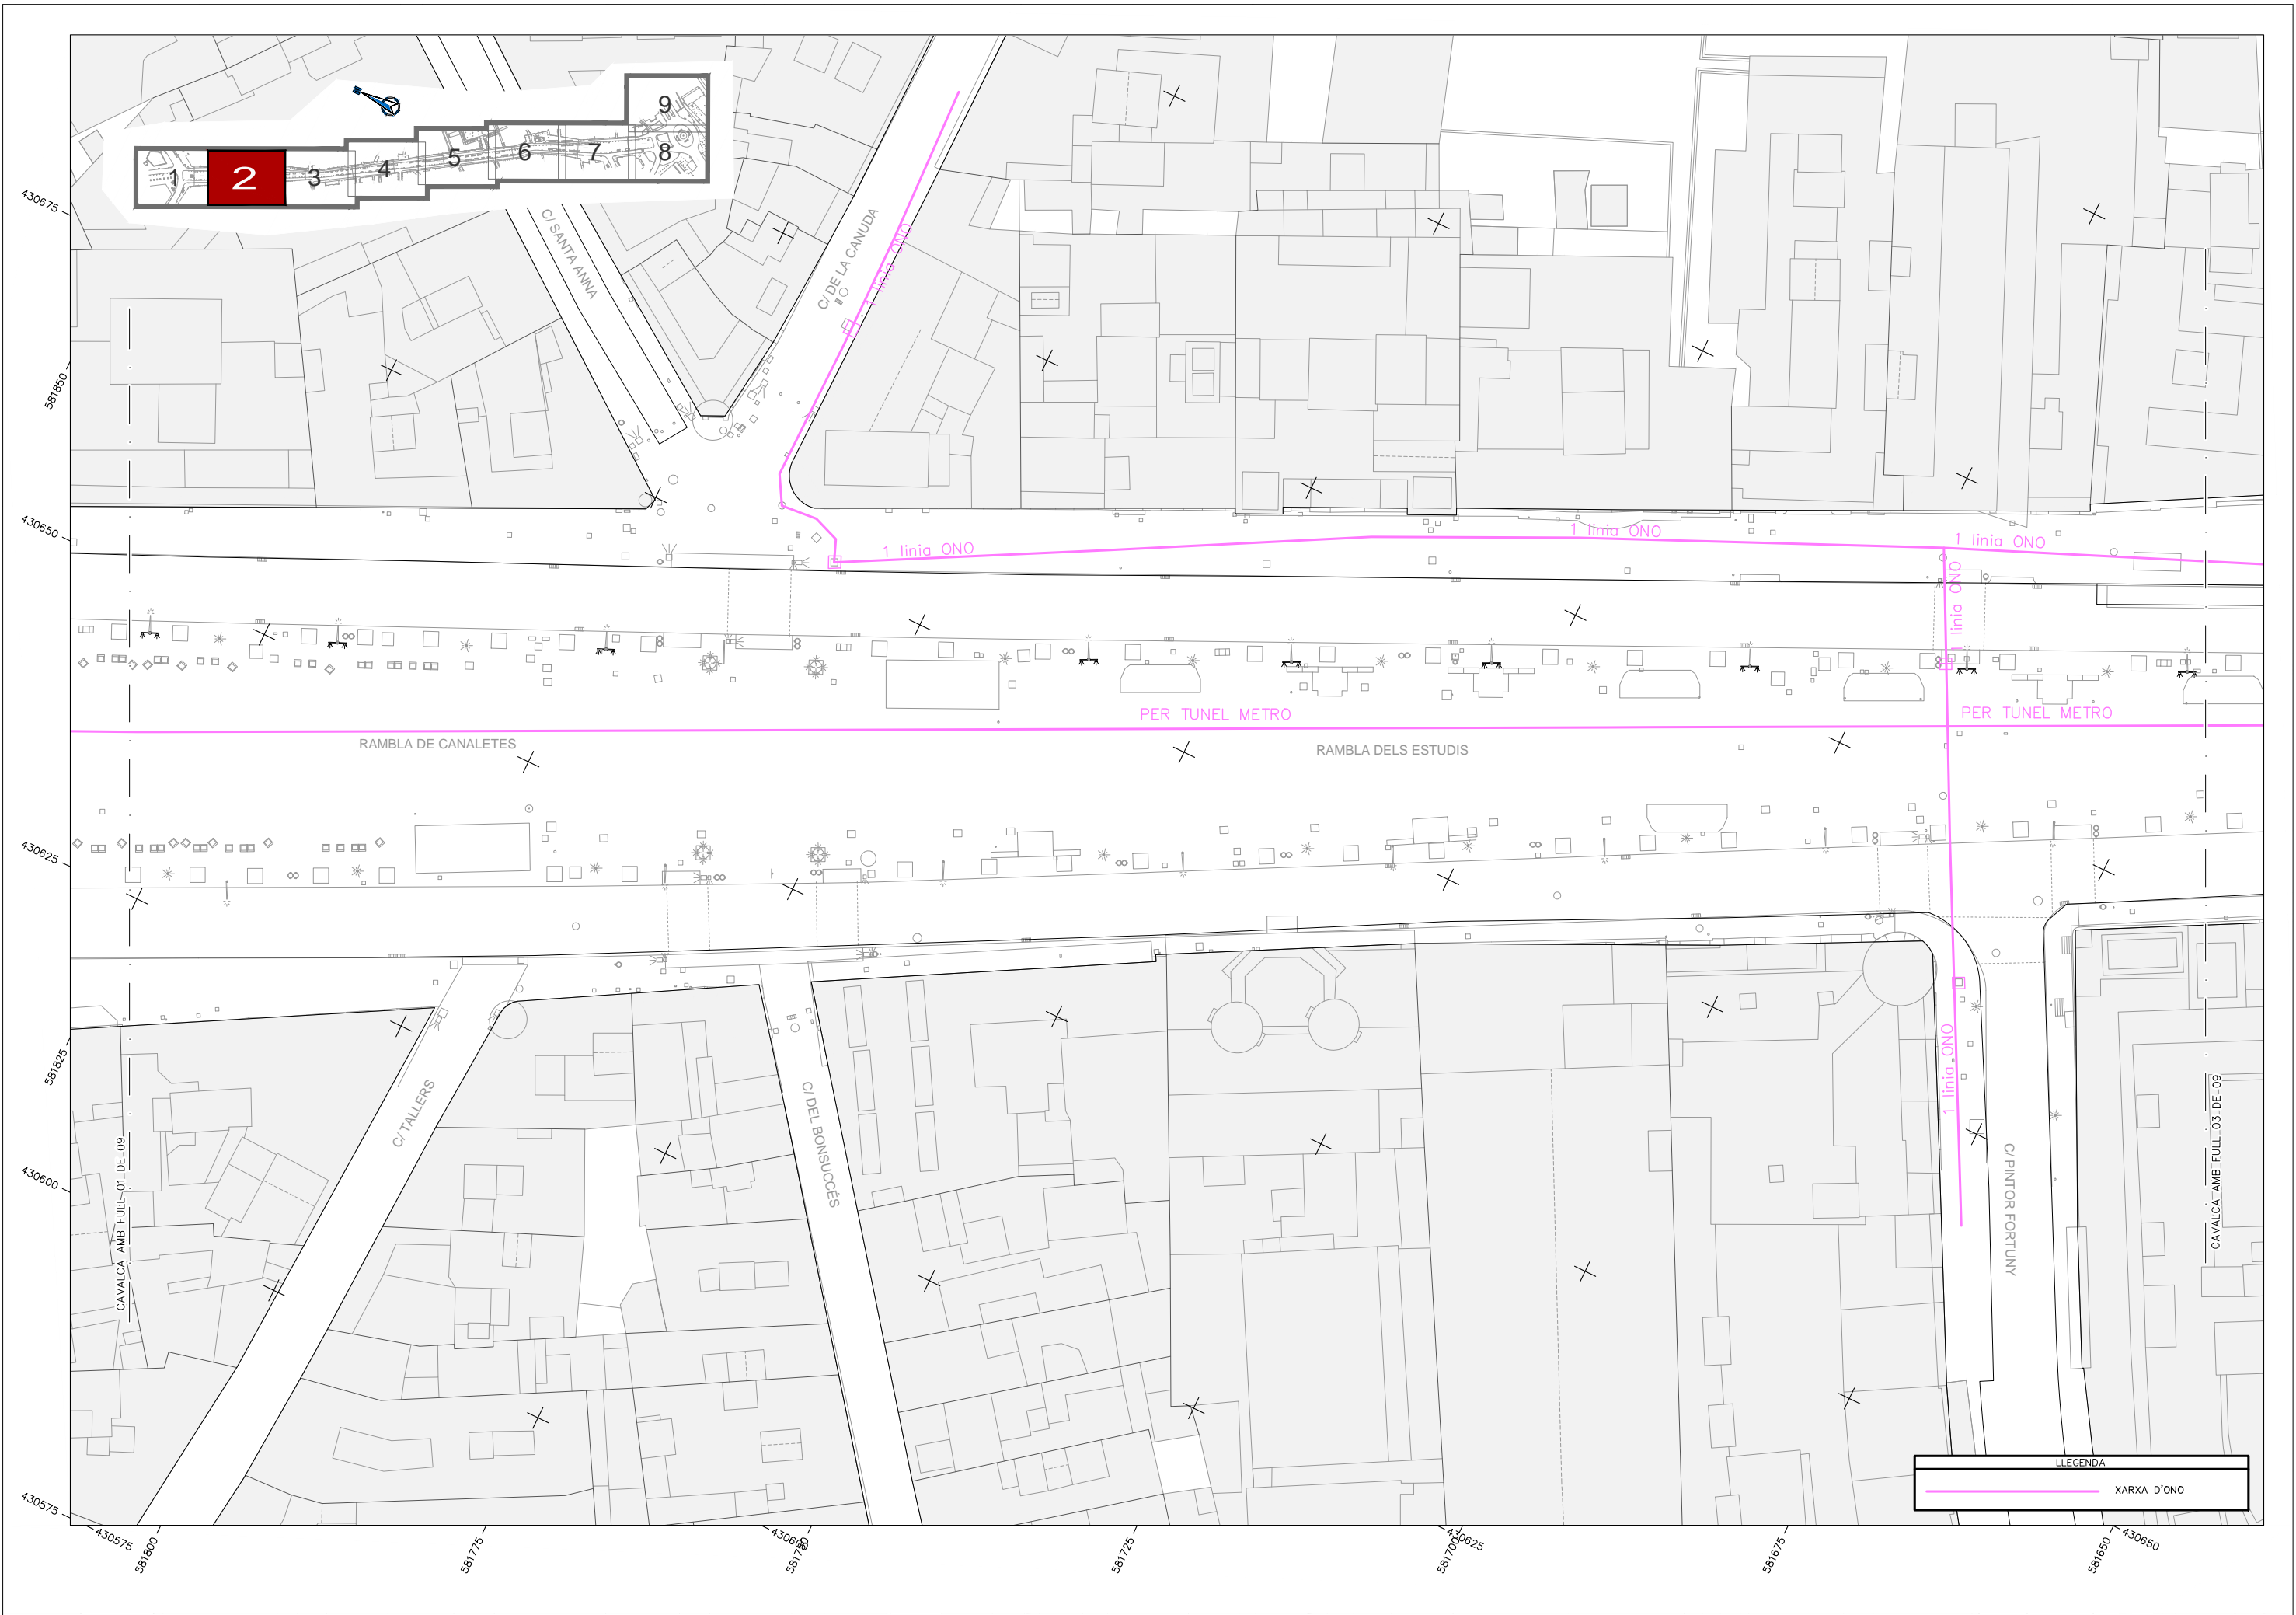 N
1
2
3
4
5
6
7
8
9
430675
581850
430650
430625
581825
430600
430575
C/ SANTA ANNA
C/ DE LA CANUDA
1 linia ONO
1 linia ONO
1 linia ONO
1 linia ONO
1 linia ONO
PER TUNEL METRO
PER TUNEL METRO
RAMBLA DE CANALETES
RAMBLA DELS ESTUDIS
1 linia ONO
C/ TALLERS
C/ DEL BONSUCCÉS
C/ PINTOR FORTUNY
CAVALCA AMB FULL 01 DE 09
CAVALCA AMB FULL 03 DE 09
LLEGENDA
XARXA D'ONO
430575
581800
581775
430600
581750
581725
430625
581700
581675
581650
430650